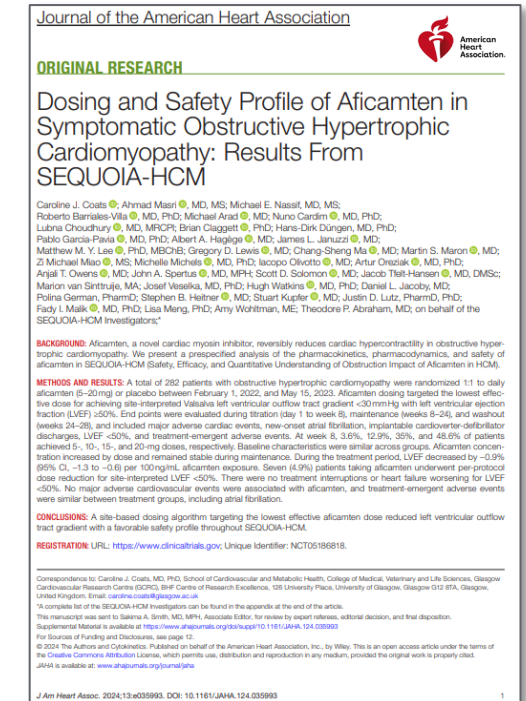 Journal of the American Heart Association
American
Heart
Association.
ORIGINAL RESEARCH
Dosing and Safety Profile of Aficamten in
Symptomatic Obstructive Hypertrophic
Cardiomyopathy: Results From
SEQUOIA-HCM
Caroline J. Coats, MD, PhD; Ahmad Masri, MD, MS; Michael E. Nassif, MD, MS;
Roberto Barriales-Villa, MD, PhD; Michael Arad, MD; Nuno Cardim, MD, PhD;
Lubna Choudhury, MD, MRCPI; Brian Claggett, PhD; Hans-Dirk Düngen, MD, PhD;
Pablo Garcia-Pavia, MD, PhD; Albert A. Hagège, MD; James L. Januzzi, MD;
Matthew M. Y. Lee, PhD, MBChB; Gregory D. Lewis, MD; Chang-Sheng Ma, MD; Martin S. Maron, MD;
Zi Michael Miao, MS; Michelle Michels, MD, PhD; Iacopo Olivotto, MD; Artur Oreziak, MD, PhD;
Anjali T. Owens, MD; John A. Spertus, MD, MPH; Scott D. Solomon, MD; Jacob Tfelt-Hansen, MD, DMSc;
Marion van Sinttruije, MA; Josef Veselka, MD, PhD; Hugh Watkins, MD, PhD; Daniel L. Jacoby, MD;
Polina German, PharmD; Stephen B. Heitner, MD; Stuart Kupfer, MD; Justin D. Lutz, PharmD, PhD;
Fady I. Malik, MD, PhD; Lisa Meng, PhD; Amy Wohltman, ME; Theodore P. Abraham, MD; on behalf of the
SEQUOIA-HCM Investigators;*
BACKGROUND: Aficamten, a novel cardiac myosin inhibitor, reversibly reduces cardiac hypercontractility in obstructive hyper-
trophic cardiomyopathy. We present a prespecified analysis of the pharmacokinetics, pharmacodynamics, and safety of
aficamten in SEQUOIA-HCM (Safety, Efficacy, and Quantitative Understanding of Obstruction Impact of Aficamten in HCM).
METHODS AND RESULTS: A total of 282 patients with obstructive hypertrophic cardiomyopathy were randomized 1:1 to daily
aficamten (5–20 mg) or placebo between February 1, 2022, and May 15, 2023. Aficamten dosing targeted the lowest effec-
tive dose for achieving site-interpreted Valsalva left ventricular outflow tract gradient <30 mm Hg with left ventricular ejection
fraction (LVEF) ≥50%. End points were evaluated during titration (day 1 to week 8), maintenance (weeks 8–24), and washout
(weeks 24–28), and included major adverse cardiac events, new-onset atrial fibrillation, implantable cardioverter-defibrillator
discharges, LVEF <50%, and treatment-emergent adverse events. At week 8, 3.6%, 12.9%, 35%, and 48.6% of patients
achieved 5-, 10-, 15-, and 20-mg doses, respectively. Baseline characteristics were similar across groups. Aficamten concen-
tration increased by dose and remained stable during maintenance. During the treatment period, LVEF decreased by −0.9%
(95% CI, −1.3 to −0.6) per 100 ng/mL aficamten exposure. Seven (4.9%) patients taking aficamten underwent per-protocol
dose reduction for site-interpreted LVEF <50%. There were no treatment interruptions or heart failure worsening for LVEF
<50%. No major adverse cardiovascular events were associated with aficamten, and treatment-emergent adverse events
were similar between treatment groups, including atrial fibrillation.
CONCLUSIONS: A site-based dosing algorithm targeting the lowest effective aficamten dose reduced left ventricular outflow
tract gradient with a favorable safety profile throughout SEQUOIA-HCM.
REGISTRATION: URL: https://www.clinicaltrials.gov; Unique Identifier: NCT05186818.
Correspondence to: Caroline J. Coats, MD, PhD, School of Cardiovascular and Metabolic Health, College of Medical, Veterinary and Life Sciences, Glasgow
Cardiovascular Research Centre (GCRC), BHF Centre of Research Excellence, 126 University Place, University of Glasgow, Glasgow G12 8TA, Glasgow,
United Kingdom. Email: caroline.coats@glasgow.ac.uk
*A complete list of the SEQUOIA-HCM Investigators can be found in the appendix at the end of the article.
This manuscript was sent to Sakima A. Smith, MD, MPH, Associate Editor, for review by expert referees, editorial decision, and final disposition.
Supplemental Material is available at https://www.ahajournals.org/doi/suppl/10.1161/JAHA.124.035993
For Sources of Funding and Disclosures, see page 12.
© 2024 The Authors and Cytokinetics. Published on behalf of the American Heart Association, Inc., by Wiley. This is an open access article under the terms of
the Creative Commons Attribution License, which permits use, distribution and reproduction in any medium, provided the original work is properly cited.
JAHA is available at: www.ahajournals.org/journal/jaha
J Am Heart Assoc. 2024;13:e035993. DOI: 10.1161/JAHA.124.035993 1